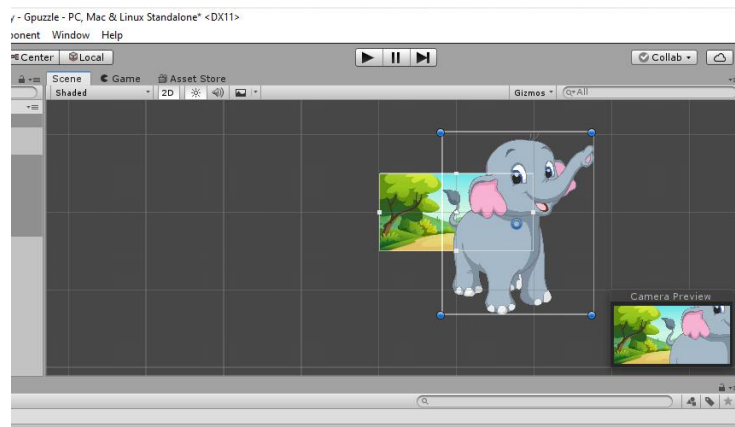 y - Gpuzzle - PC, Mac & Linux Standalone* <DX11>
ponent Window Help
Center Local Collab
Scene Game Asset Store
Shaded 2D Gizmos All
Camera Preview